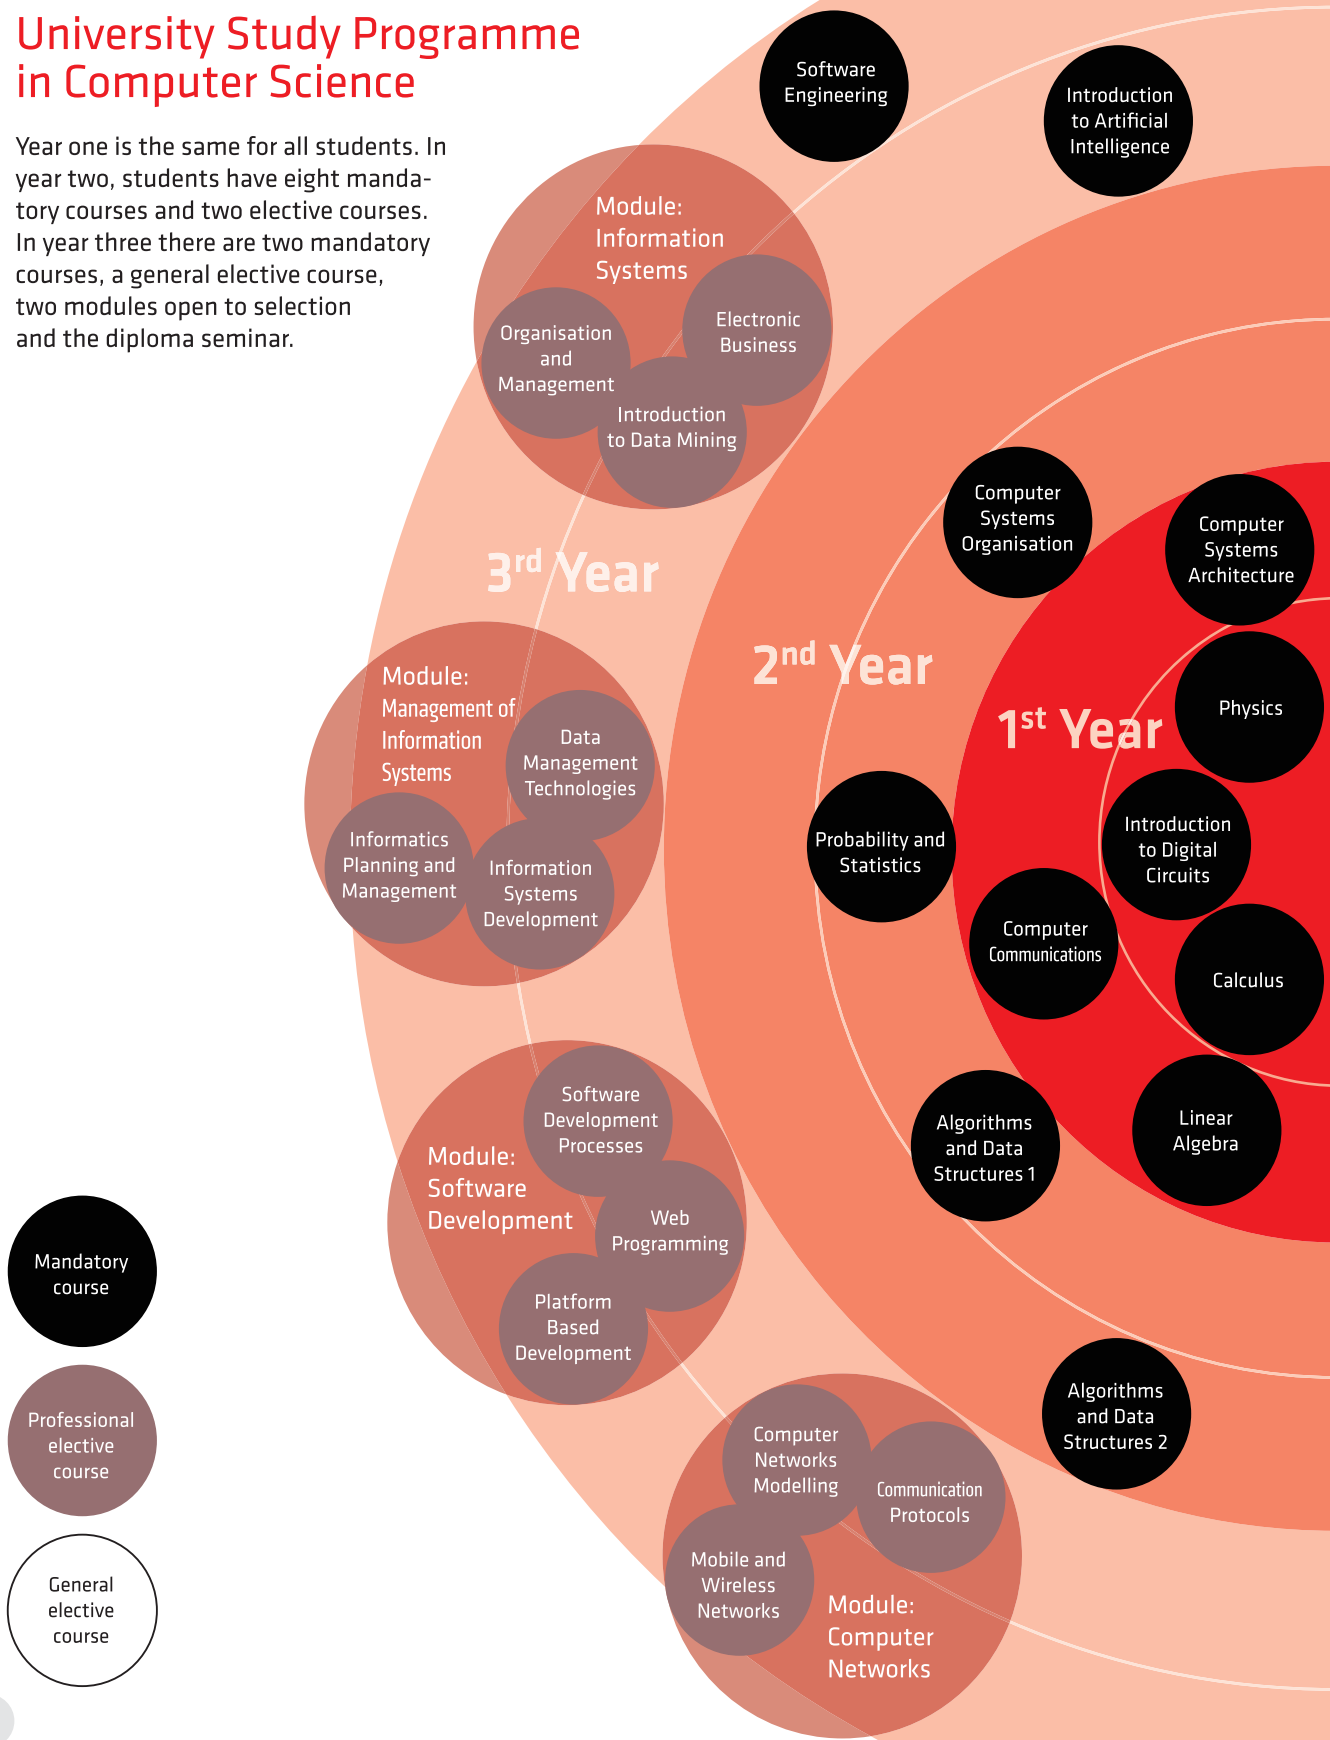 University Study Programme
in Computer Science
Year one is the same for all students. In
year two, students have eight manda-
tory courses and two elective courses.
In year three there are two mandatory
courses, a general elective course,
two modules open to selection
and the diploma seminar.
Software
Engineering
Introduction
to Artificial
Intelligence
Module:
Information
Systems
Organisation
and
Management
Electronic
Business
Introduction
to Data Mining
3rd Year
Computer
Systems
Organisation
Computer
Systems
Architecture
2nd Year
1st Year
Physics
Module:
Management of
Information
Systems
Data
Management
Technologies
Informatics
Planning and
Management
Information
Systems
Development
Probability and
Statistics
Introduction
to Digital
Circuits
Computer
Communications
Calculus
Software
Development
Processes
Module:
Software
Development
Web
Programming
Platform
Based
Development
Algorithms
and Data
Structures 1
Linear
Algebra
Mandatory
course
Professional
elective
course
General
elective
course
Algorithms
and Data
Structures 2
Computer
Networks
Modelling
Communication
Protocols
Mobile and
Wireless
Networks
Module:
Computer
Networks